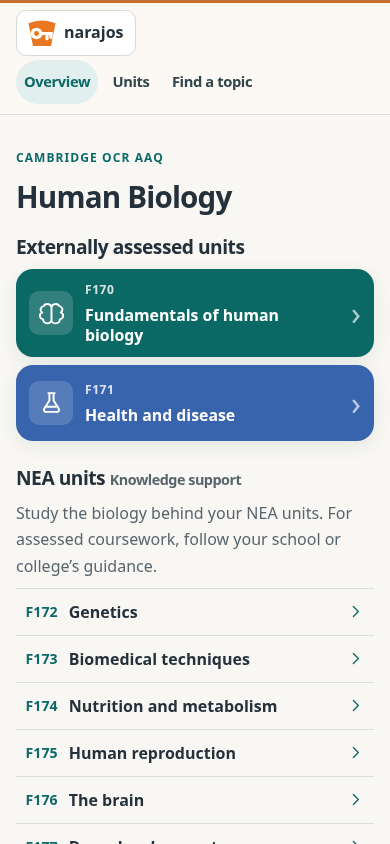 narajos
Overview Units Find a topic
CAMBRIDGE OCR AAQ
Human Biology
Externally assessed units
F170
Fundamentals of human
biology
F171
Health and disease
NEA units Knowledge support
Study the biology behind your NEA units. For
assessed coursework, follow your school or
college’s guidance.
F172 Genetics
F173 Biomedical techniques
F174 Nutrition and metabolism
F175 Human reproduction
F176 The brain